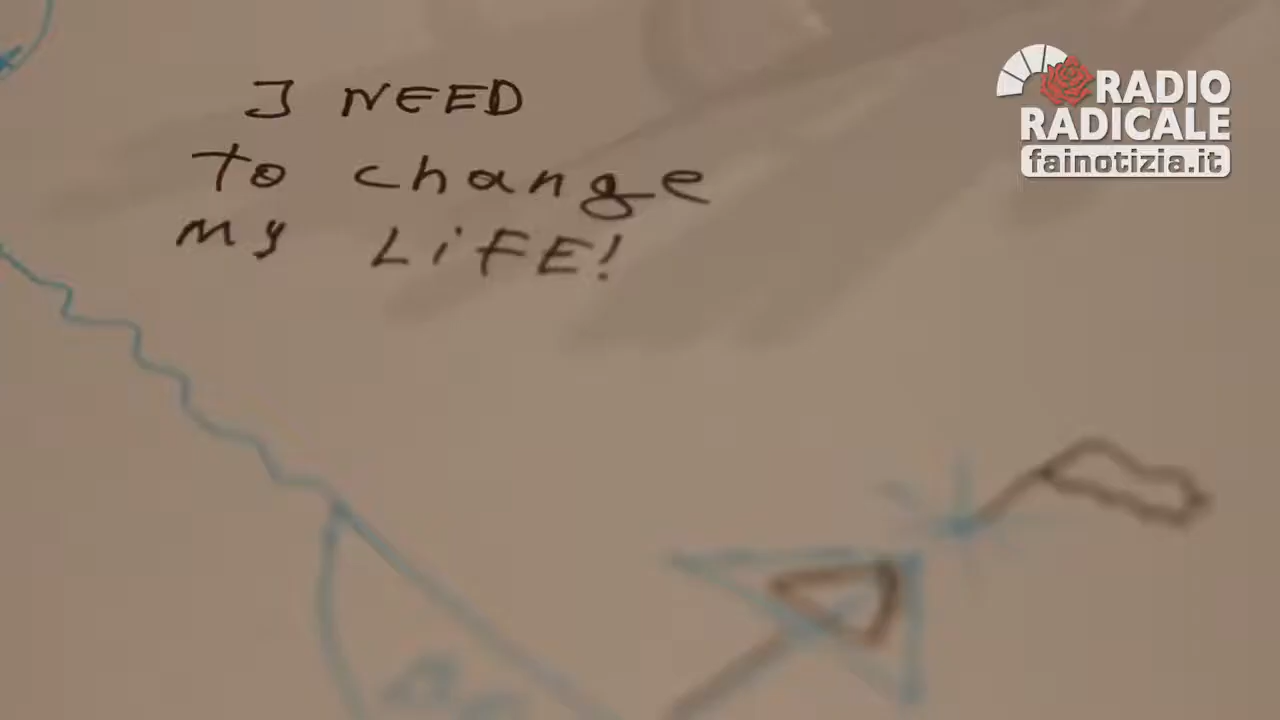 I NEED
To change
my LiFE!
RADIO
RADICALE
fainotizia.it